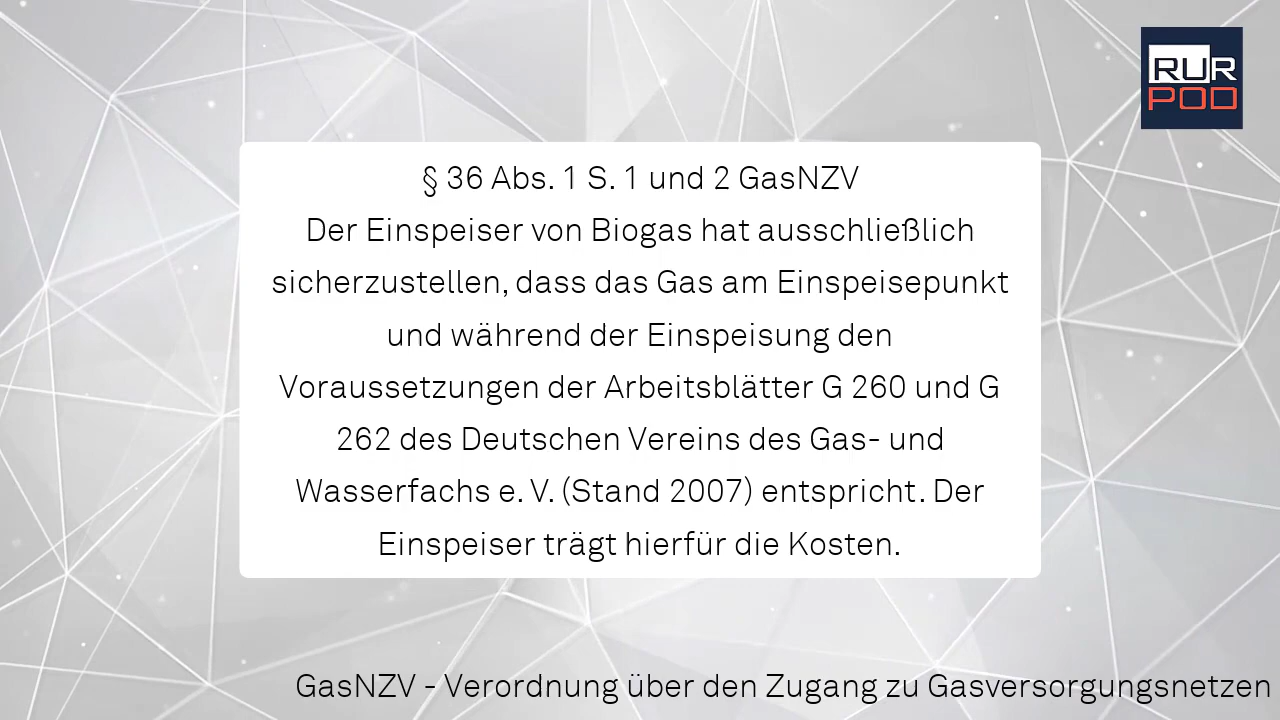 RUR
POD
§ 36 Abs. 1 S. 1 und 2 GasNZV
Der Einspeiser von Biogas hat ausschließlich
sicherzustellen, dass das Gas am Einspeisepunkt
und während der Einspeisung den
Voraussetzungen der Arbeitsblätter G 260 und G
262 des Deutschen Vereins des Gas- und
Wasserfachs e. V. (Stand 2007) entspricht. Der
Einspeiser trägt hierfür die Kosten.
GasNZV - Verordnung über den Zugang zu Gasversorgungsnetzen